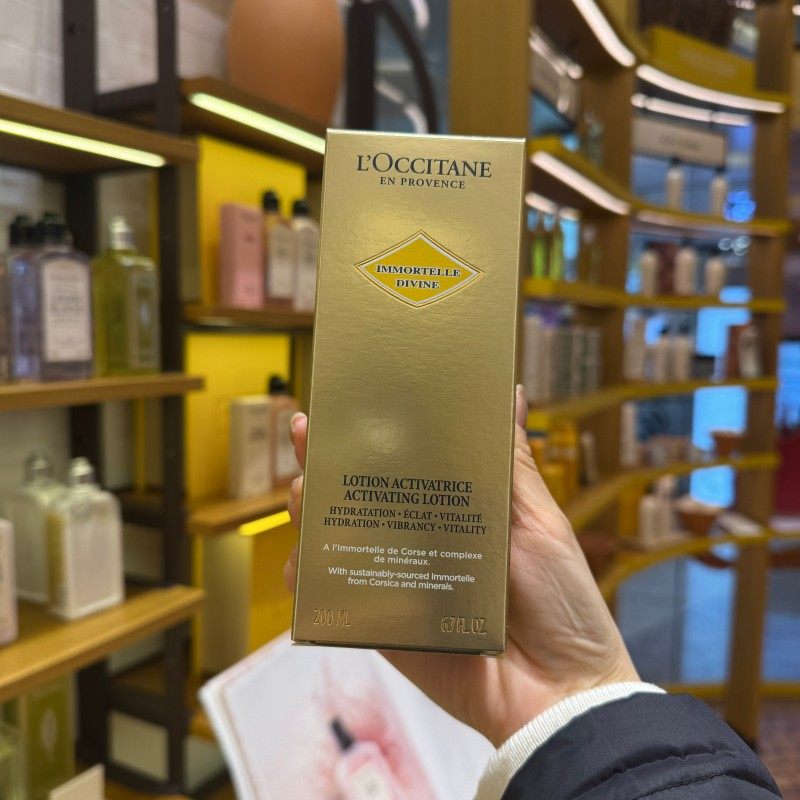 L'OCCITANE
EN PROVENCE
IMMORTELLE
DIVINE
LOTION ACTIVATRICE
ACTIVATING LOTION
HYDRATATION • ÉCLAT • VITALITÉ
HYDRATION • VIBRANCY • VITALITY
A l'Immortelle de Corse et complexe
de minéraux.
With sustainably-sourced Immortelle
from Corsica and minerals.
200 ML 6.7 FL. OZ.